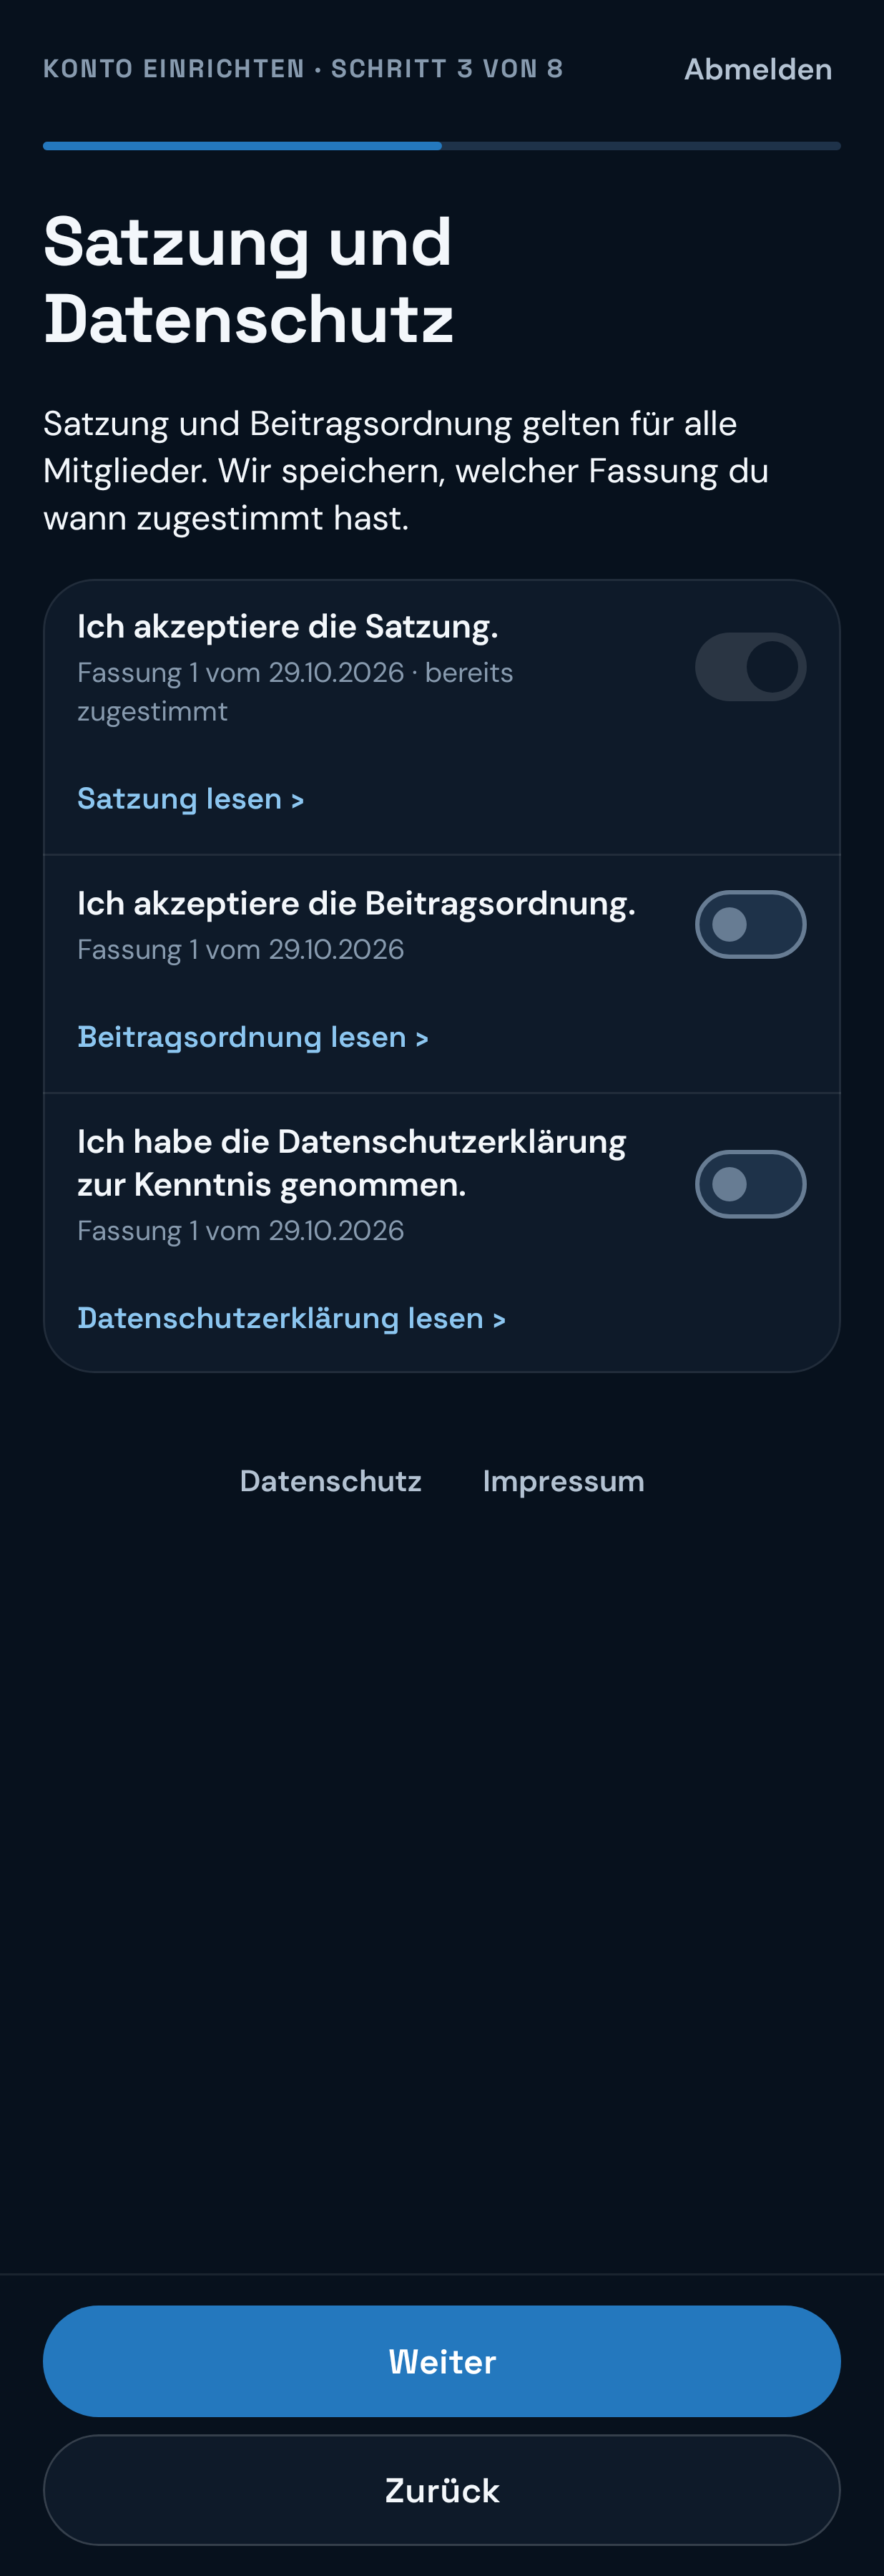 KONTO EINRICHTEN · SCHRITT 3 VON 8
Abmelden
Satzung und
Datenschutz
Satzung und Beitragsordnung gelten für alle
Mitglieder. Wir speichern, welcher Fassung du
wann zugestimmt hast.
Ich akzeptiere die Satzung.
Fassung 1 vom 29.10.2026 · bereits
zugestimmt
Satzung lesen >
Ich akzeptiere die Beitragsordnung.
Fassung 1 vom 29.10.2026
Beitragsordnung lesen >
Ich habe die Datenschutzerklärung
zur Kenntnis genommen.
Fassung 1 vom 29.10.2026
Datenschutzerklärung lesen >
Datenschutz
Impressum
Weiter
Zurück